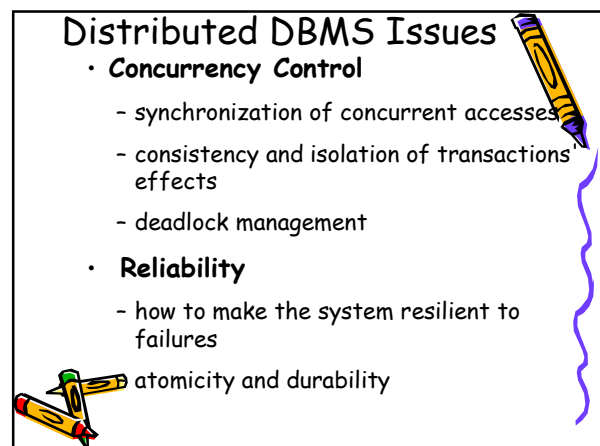 Distributed DBMS Issues
• Concurrency Control
– synchronization of concurrent accesses
– consistency and isolation of transactions'
effects
– deadlock management
• Reliability
– how to make the system resilient to
failures
– atomicity and durability